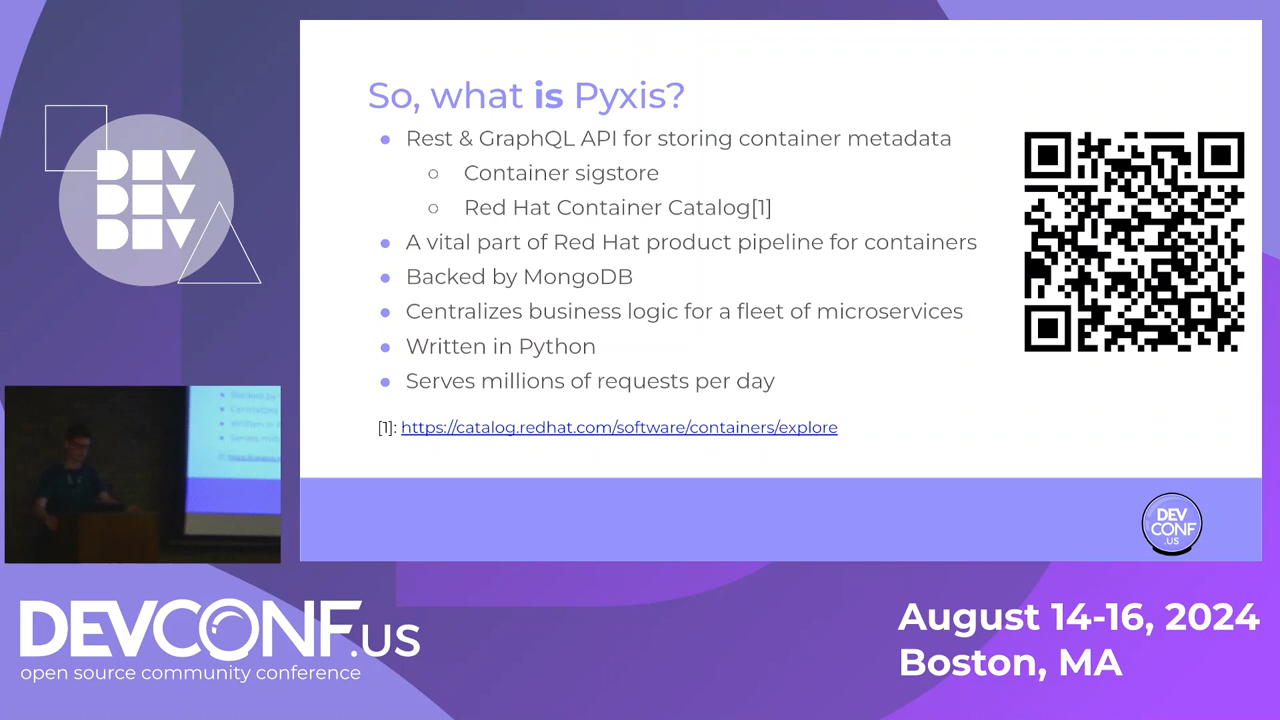 So, what is Pyxis?
● Rest & GraphQL API for storing container metadata
○ Container sigstore
○ Red Hat Container Catalog[1]
● A vital part of Red Hat product pipeline for containers
● Backed by MongoDB
● Centralizes business logic for a fleet of microservices
● Written in Python
● Serves millions of requests per day
[1]: https://catalog.redhat.com/software/containers/explore
DEV
CONF
.US
DEV
DEV
DEV
DEVCONF.US
open source community conference
August 14-16, 2024
Boston, MA